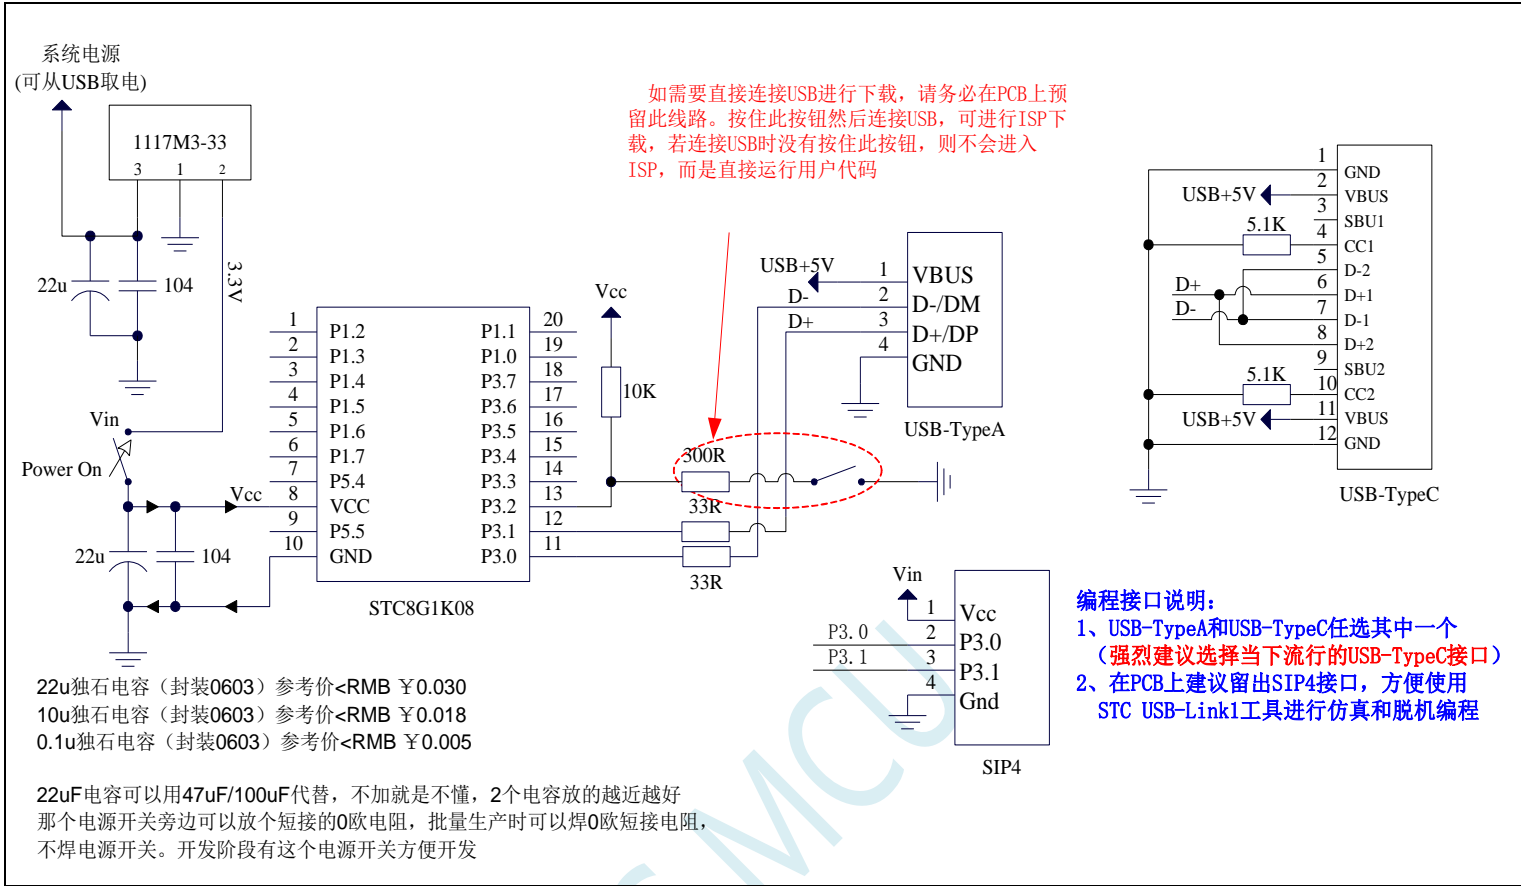 系统电源
(可从USB取电)
1117M3-33
3
1
2
22u
104
3.3V
Vin
Power On
Vcc
22u
104
1
P1.2
2
P1.3
3
P1.4
4
P1.5
5
P1.6
6
P1.7
7
P5.4
8
VCC
9
P5.5
10
GND
20
P1.1
19
P1.0
18
P3.7
17
P3.6
16
P3.5
15
P3.4
14
P3.3
13
P3.2
12
P3.1
11
P3.0
STC8G1K08
Vcc
10K
300R
33R
33R
如需要直接连接USB进行下载，请务必在PCB上预
留此线路。按住此按钮然后连接USB，可进行ISP下
载，若连接USB时没有按住此按钮，则不会进入
ISP，而是直接运行用户代码
USB+5V
D-
D+
1
VBUS
2
D-/DM
3
D+/DP
4
GND
USB-TypeA
1
GND
USB+5V
2
VBUS
3
SBU1
5.1K
4
CC1
5
D-2
D+
6
D+1
D-
7
D-1
8
D+2
9
SBU2
5.1K
10
CC2
USB+5V
11
VBUS
12
GND
USB-TypeC
Vin
1
Vcc
P3.0
2
P3.0
P3.1
3
P3.1
4
Gnd
SIP4
编程接口说明：
1、USB-TypeA和USB-TypeC任选其中一个
（强烈建议选择当下流行的USB-TypeC接口）
2、在PCB上建议留出SIP4接口，方便使用
STC USB-Link1工具进行仿真和脱机编程
22u独石电容（封装0603）参考价<RMB ￥0.030
10u独石电容（封装0603）参考价<RMB ￥0.018
0.1u独石电容（封装0603）参考价<RMB ￥0.005
22uF电容可以用47uF/100uF代替，不加就是不懂，2个电容放的越近越好
那个电源开关旁边可以放个短接的0欧电阻，批量生产时可以焊0欧短接电阻，
不焊电源开关。开发阶段有这个电源开关方便开发
S MCU